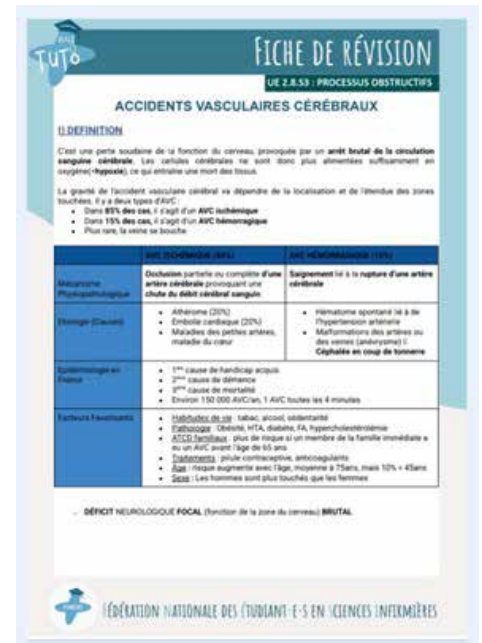 TUTO
FICHE DE RÉVISION
UE 2.8.S3 : PROCESSUS OBSTRUCTIFS
ACCIDENTS VASCULAIRES CÉRÉBRAUX
I) DEFINITION
C'est une perte soudaine de la fonction du cerveau, provoquée par un arrêt brutal de la circulation
sanguine cérébrale. Les cellules cérébrales ne sont donc plus alimentées suffisamment en
oxygène(=hypoxie), ce qui entraîne une mort des tissus.
La gravité de l'accident vasculaire cérébral va dépendre de la localisation et de l'étendue des zones
touchées. Il y a deux types d'AVC :
• Dans 85% des cas, il s'agit d'un AVC ischémique
• Dans 15% des cas, il s'agit d'un AVC hémorragique
• Plus rare, la veine se bouche
AVC ISCHÉMIQUE (85%) AVC HÉMORRAGIQUE (15%)
Mécanisme
Physiopathologique
Occlusion partielle ou complète d'une
artère cérébrale provoquant une
chute du débit cérébral sanguin
Saignement lié à la rupture d'une artère
cérébrale
Etiologie (Causes)
• Athérome (20%)
• Embolie cardiaque (20%)
• Maladies des petites artères,
maladie du cœur
• Hématome spontané lié à de
l'hypertension artérielle
• Malformations des artères ou
des veines (anévrysme) !!
Céphalée en coup de tonnerre
Epidémiologie en
France
• 1ère cause de handicap acquis
• 2ème cause de démence
• 3ème cause de mortalité
• Environ 150 000 AVC/an, 1 AVC toutes les 4 minutes
Facteurs Favorisants
• Habitudes de vie : tabac, alcool, sédentarité
• Pathologie : Obésité, HTA, diabète, FA, hypercholestérolémie
• ATCD familiaux : plus de risque si un membre de la famille immédiate a
eu un AVC avant l'âge de 65 ans
• Traitements : pilule contraceptive, anticoagulants
• Âge : risque augmente avec l'âge, moyenne à 75ans, mais 10% < 45ans
• Sexe : Les hommes sont plus touchés que les femmes
- DÉFICIT NEUROLOGIQUE FOCAL (fonction de la zone du cerveau) BRUTAL
FÉDÉRATION NATIONALE DES ÉTUDIANT·E·S EN SCIENCES INFIRMIÈRES